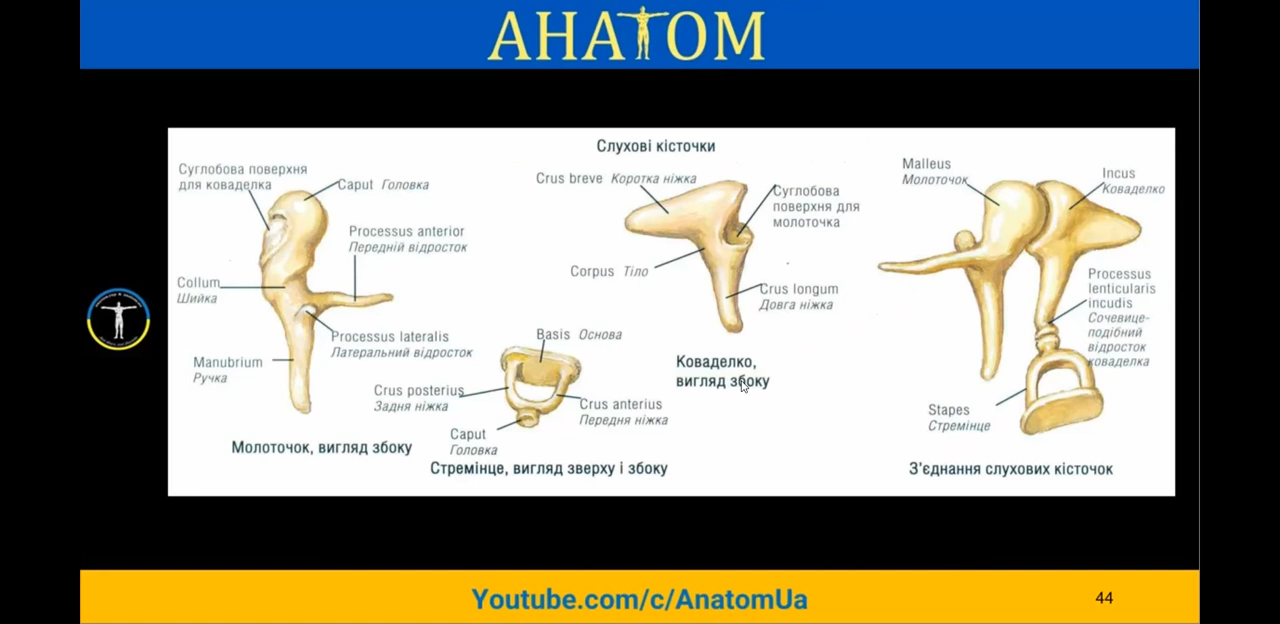 АНАТОМ
Слухові кісточки
Суглобова поверхня
для коваделка
Caput Головка
Processus anterior
Передній відросток
Collum
Шийка
Processus lateralis
Латеральний відросток
Manubrium
Ручка
Молоточок, вигляд збоку
Basis Основа
Crus posterius
Задня ніжка
Crus anterius
Передня ніжка
Caput
Головка
Стремінце, вигляд зверху і збоку
Crus breve Коротка ніжка
Суглобова
поверхня для
молоточка
Corpus Тіло
Crus longum
Довга ніжка
Коваделко,
вигляд збоку
Malleus
Молоточок
Incus
Коваделко
Processus
lenticularis
incudis
Сочевице-
подібний
відросток
коваделка
Stapes
Стремінце
З'єднання слухових кісточок
Youtube.com/c/AnatomUa
44